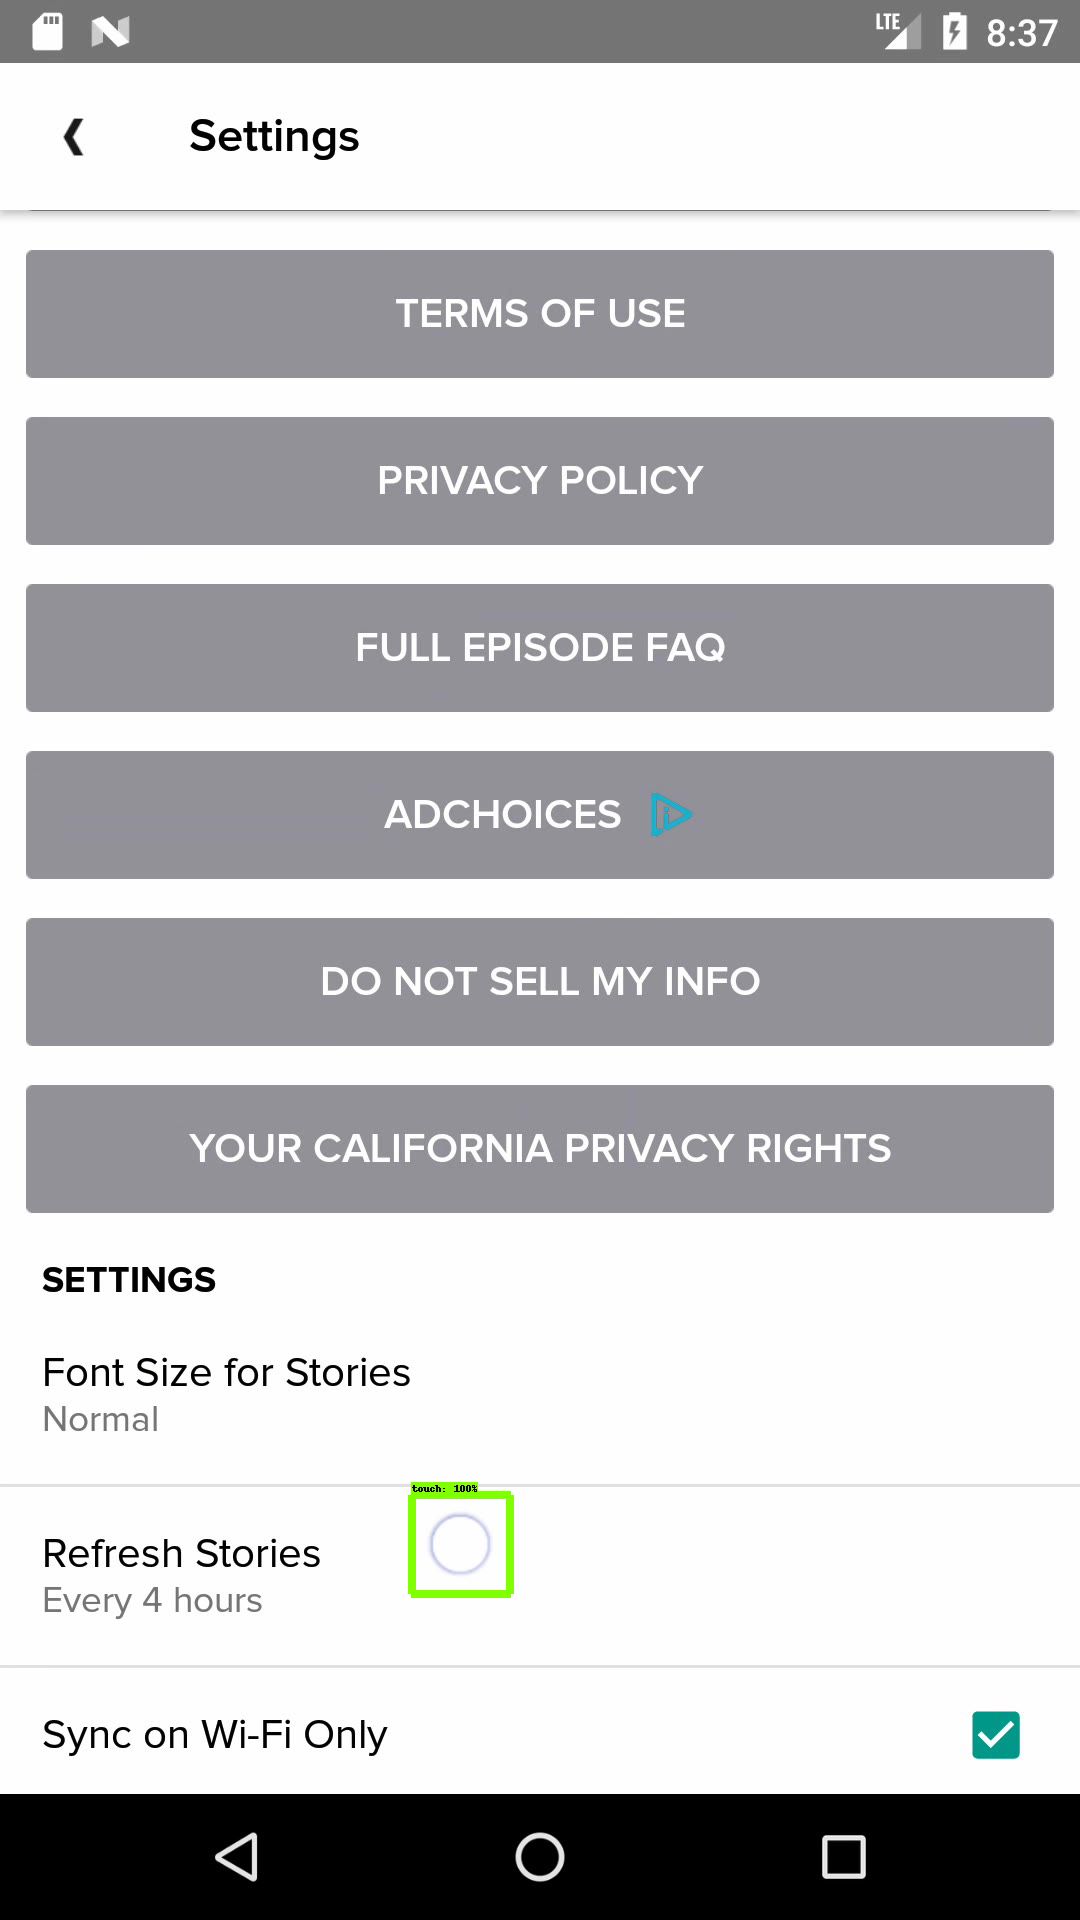 LTE 8:37
Settings
TERMS OF USE
PRIVACY POLICY
FULL EPISODE FAQ
ADCHOICES
DO NOT SELL MY INFO
YOUR CALIFORNIA PRIVACY RIGHTS
SETTINGS
Font Size for Stories
Normal
touch: 100%
Refresh Stories
Every 4 hours
Sync on Wi-Fi Only